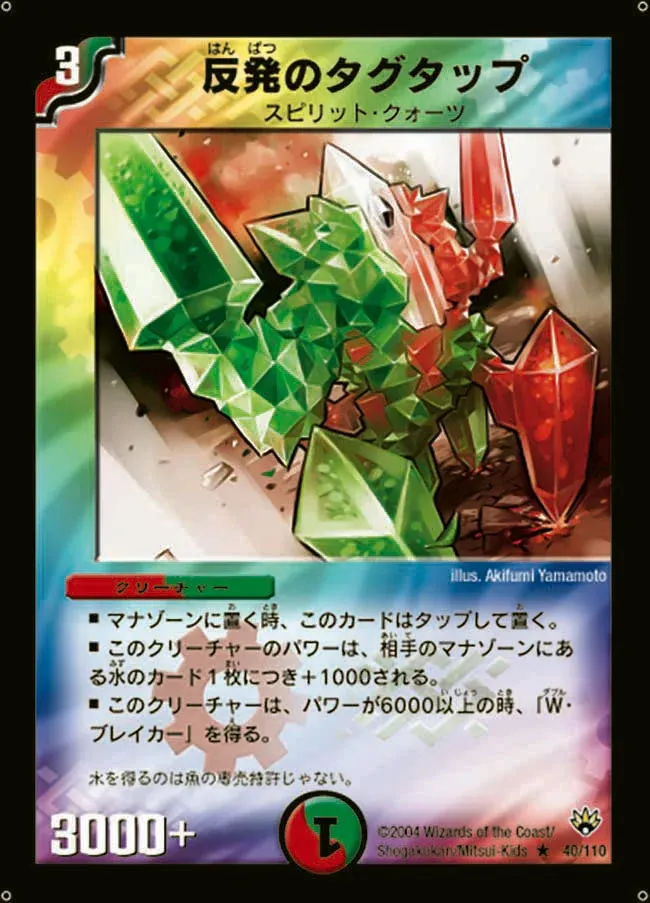 3
はん ばつ
反発のタグタップ
スピリット・クォーツ
illus. Akifumi Yamamoto
クリーチャー
■ マナゾーンに置く時、このカードはタップして置く。
■ このクリーチャーのパワーは、相手のマナゾーンにあ
る水のカード1枚につき+1000される。
■ このクリーチャーは、パワーが6000以上の時、「W・
ブレイカー」を得る。
水を得るのは魚の専売特許じゃない。
3000+
1
©2004 Wizards of the Coast/
Shogakukan/Mitsui-Kids ★ 40/110